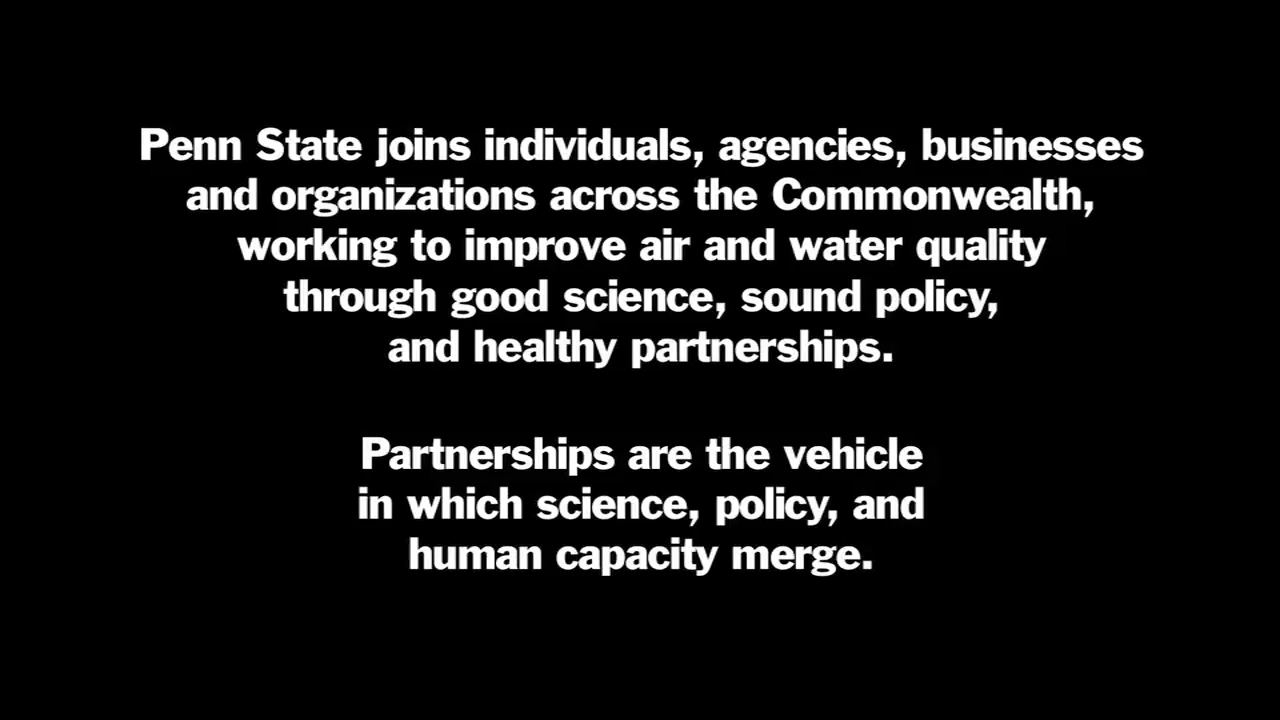 Penn State joins individuals, agencies, businesses
and organizations across the Commonwealth,
working to improve air and water quality
through good science, sound policy,
and healthy partnerships.
Partnerships are the vehicle
in which science, policy, and
human capacity merge.